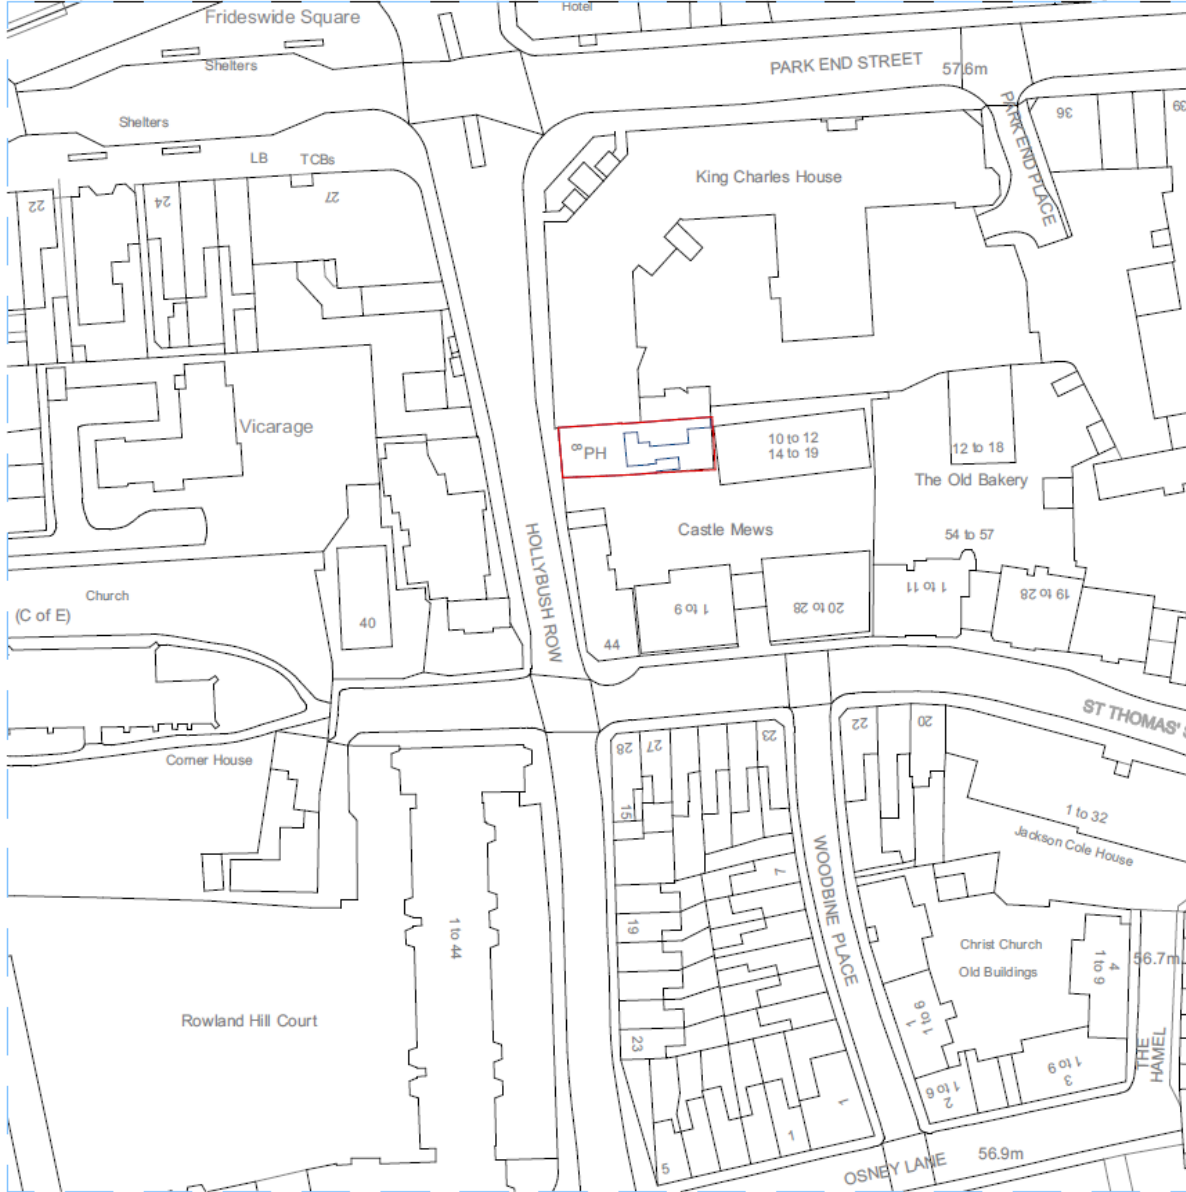 Hotel
Frideswide Square
Shelters
PARK END STREET
57.6m
Shelters
PARK END PLACE
36
39
LB
TCBs
King Charles House
22
24
27
Vicarage
8
PH
10 to 12
14 to 19
12 to 18
The Old Bakery
Castle Mews
54 to 57
HOLLYBUSH ROW
Church
(C of E)
40
44
1 to 9
20 to 28
1 to 11
19 to 28
ST THOMAS' S
Corner House
28
27
23
22
20
15
1 to 32
Jackson Cole House
WOODBINE PLACE
7
19
1 to 44
Christ Church
Old Buildings
4
1 to 9
56.7m
Rowland Hill Court
1
1 to 6
23
THE HAMEL
3
1 to 9
2
1 to 6
1
1
5
OSNEY LANE
56.9m